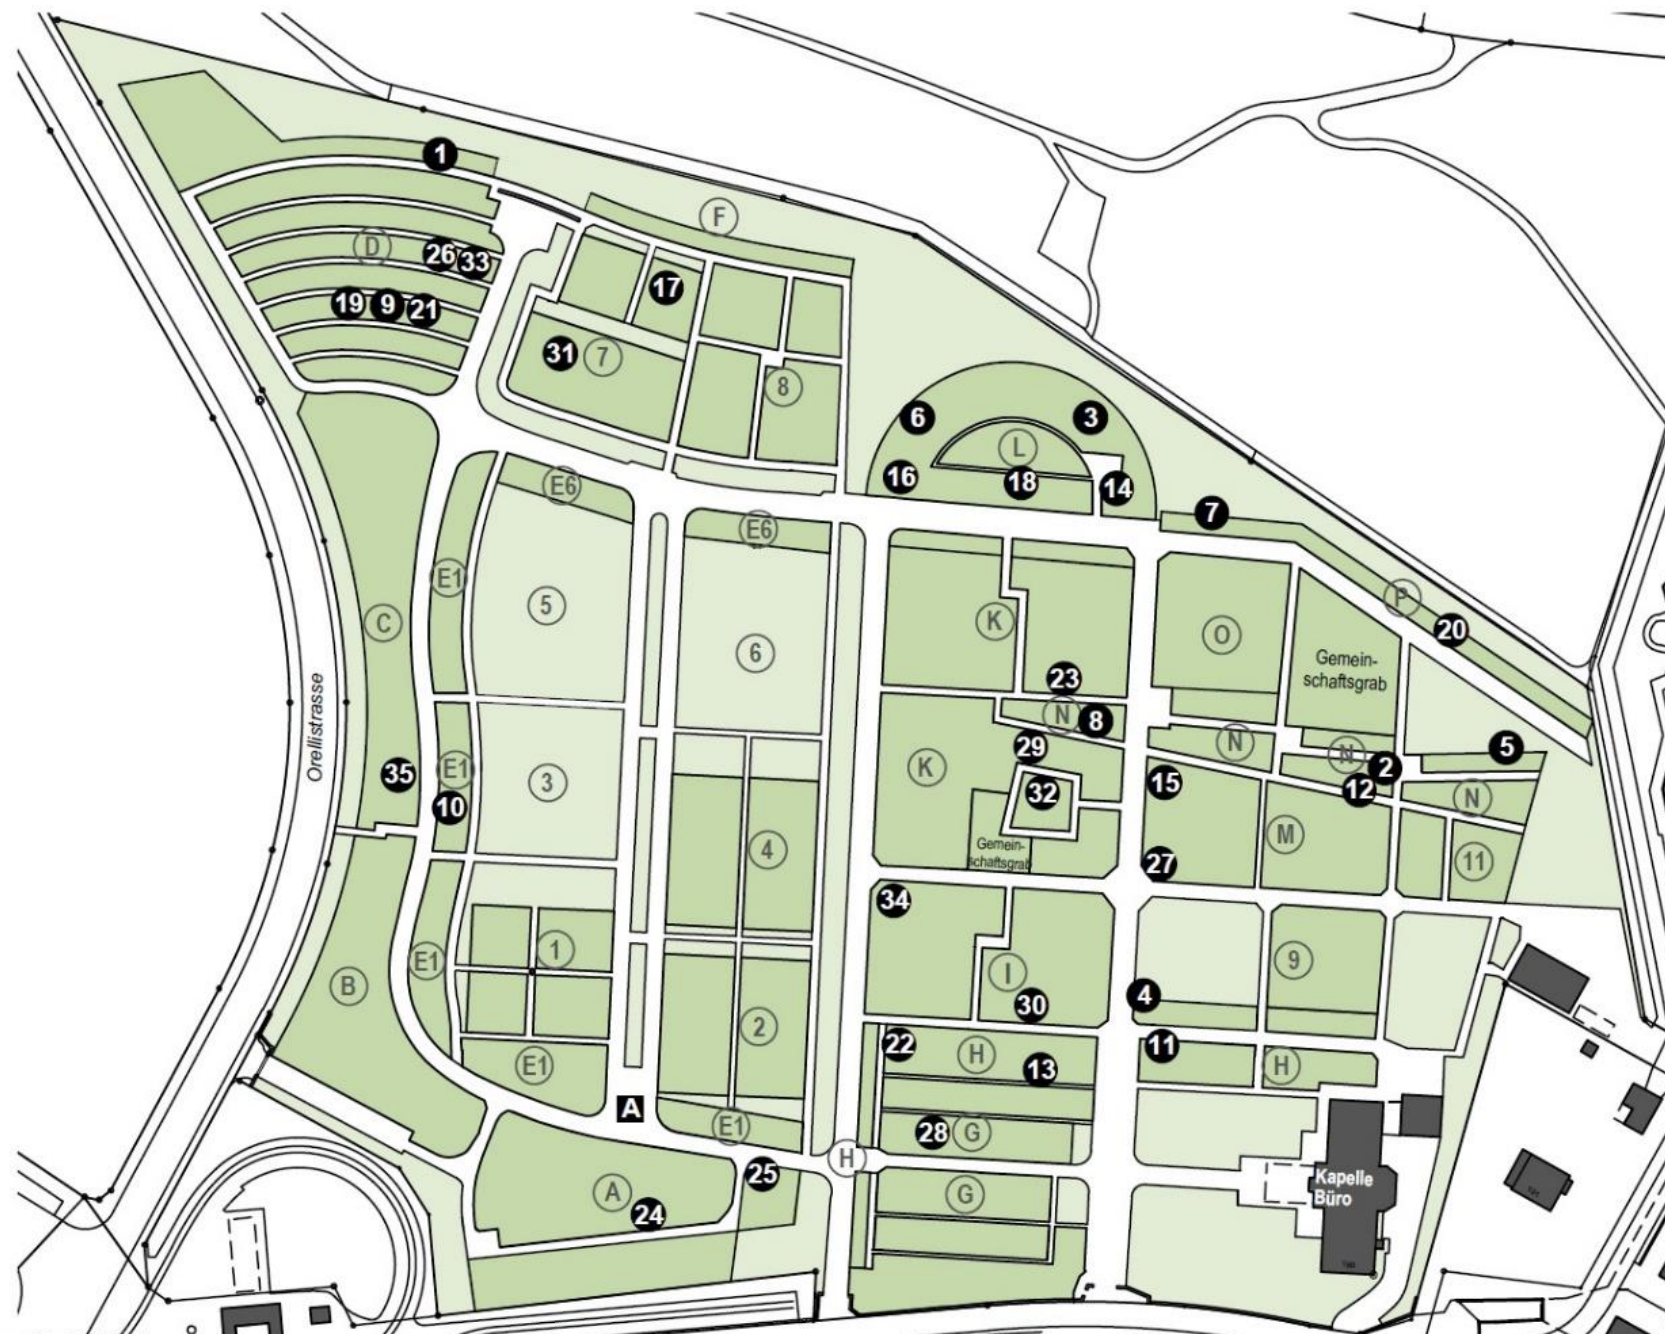 1
F
D
26
33
17
19
9
21
31
7
8
6
3
L
16
18
14
7
E6
E6
E1
5
C
6
K
O
P
20
Gemein-
schaftsgrab
23
N
8
N
N
2
5
29
Orellistrasse
35
E1
3
K
32
15
12
N
10
4
Gemein-
schaftsgrab
M
11
27
34
1
E1
B
I
9
30
4
2
22
H
13
11
H
E1
A
E1
28
G
H
25
A
24
G
Kapelle
Büro